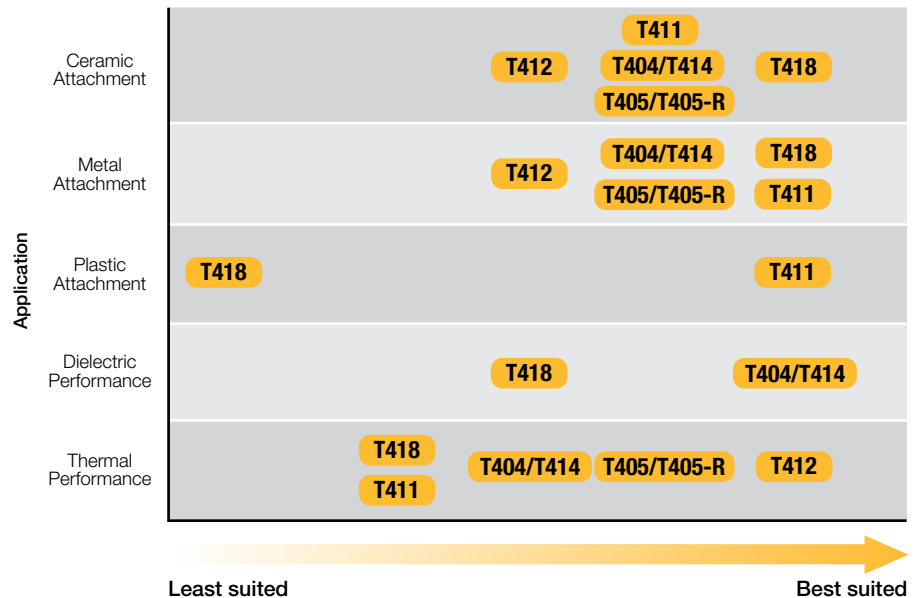 Application
Ceramic
Attachment
T411
T412
T404/T414
T418
T405/T405-R
Metal
Attachment
T412
T404/T414
T418
T405/T405-R
T411
Plastic
Attachment
T418
T411
Dielectric
Performance
T418
T404/T414
Thermal
Performance
T418
T411
T404/T414
T405/T405-R
T412
Least suited
Best suited